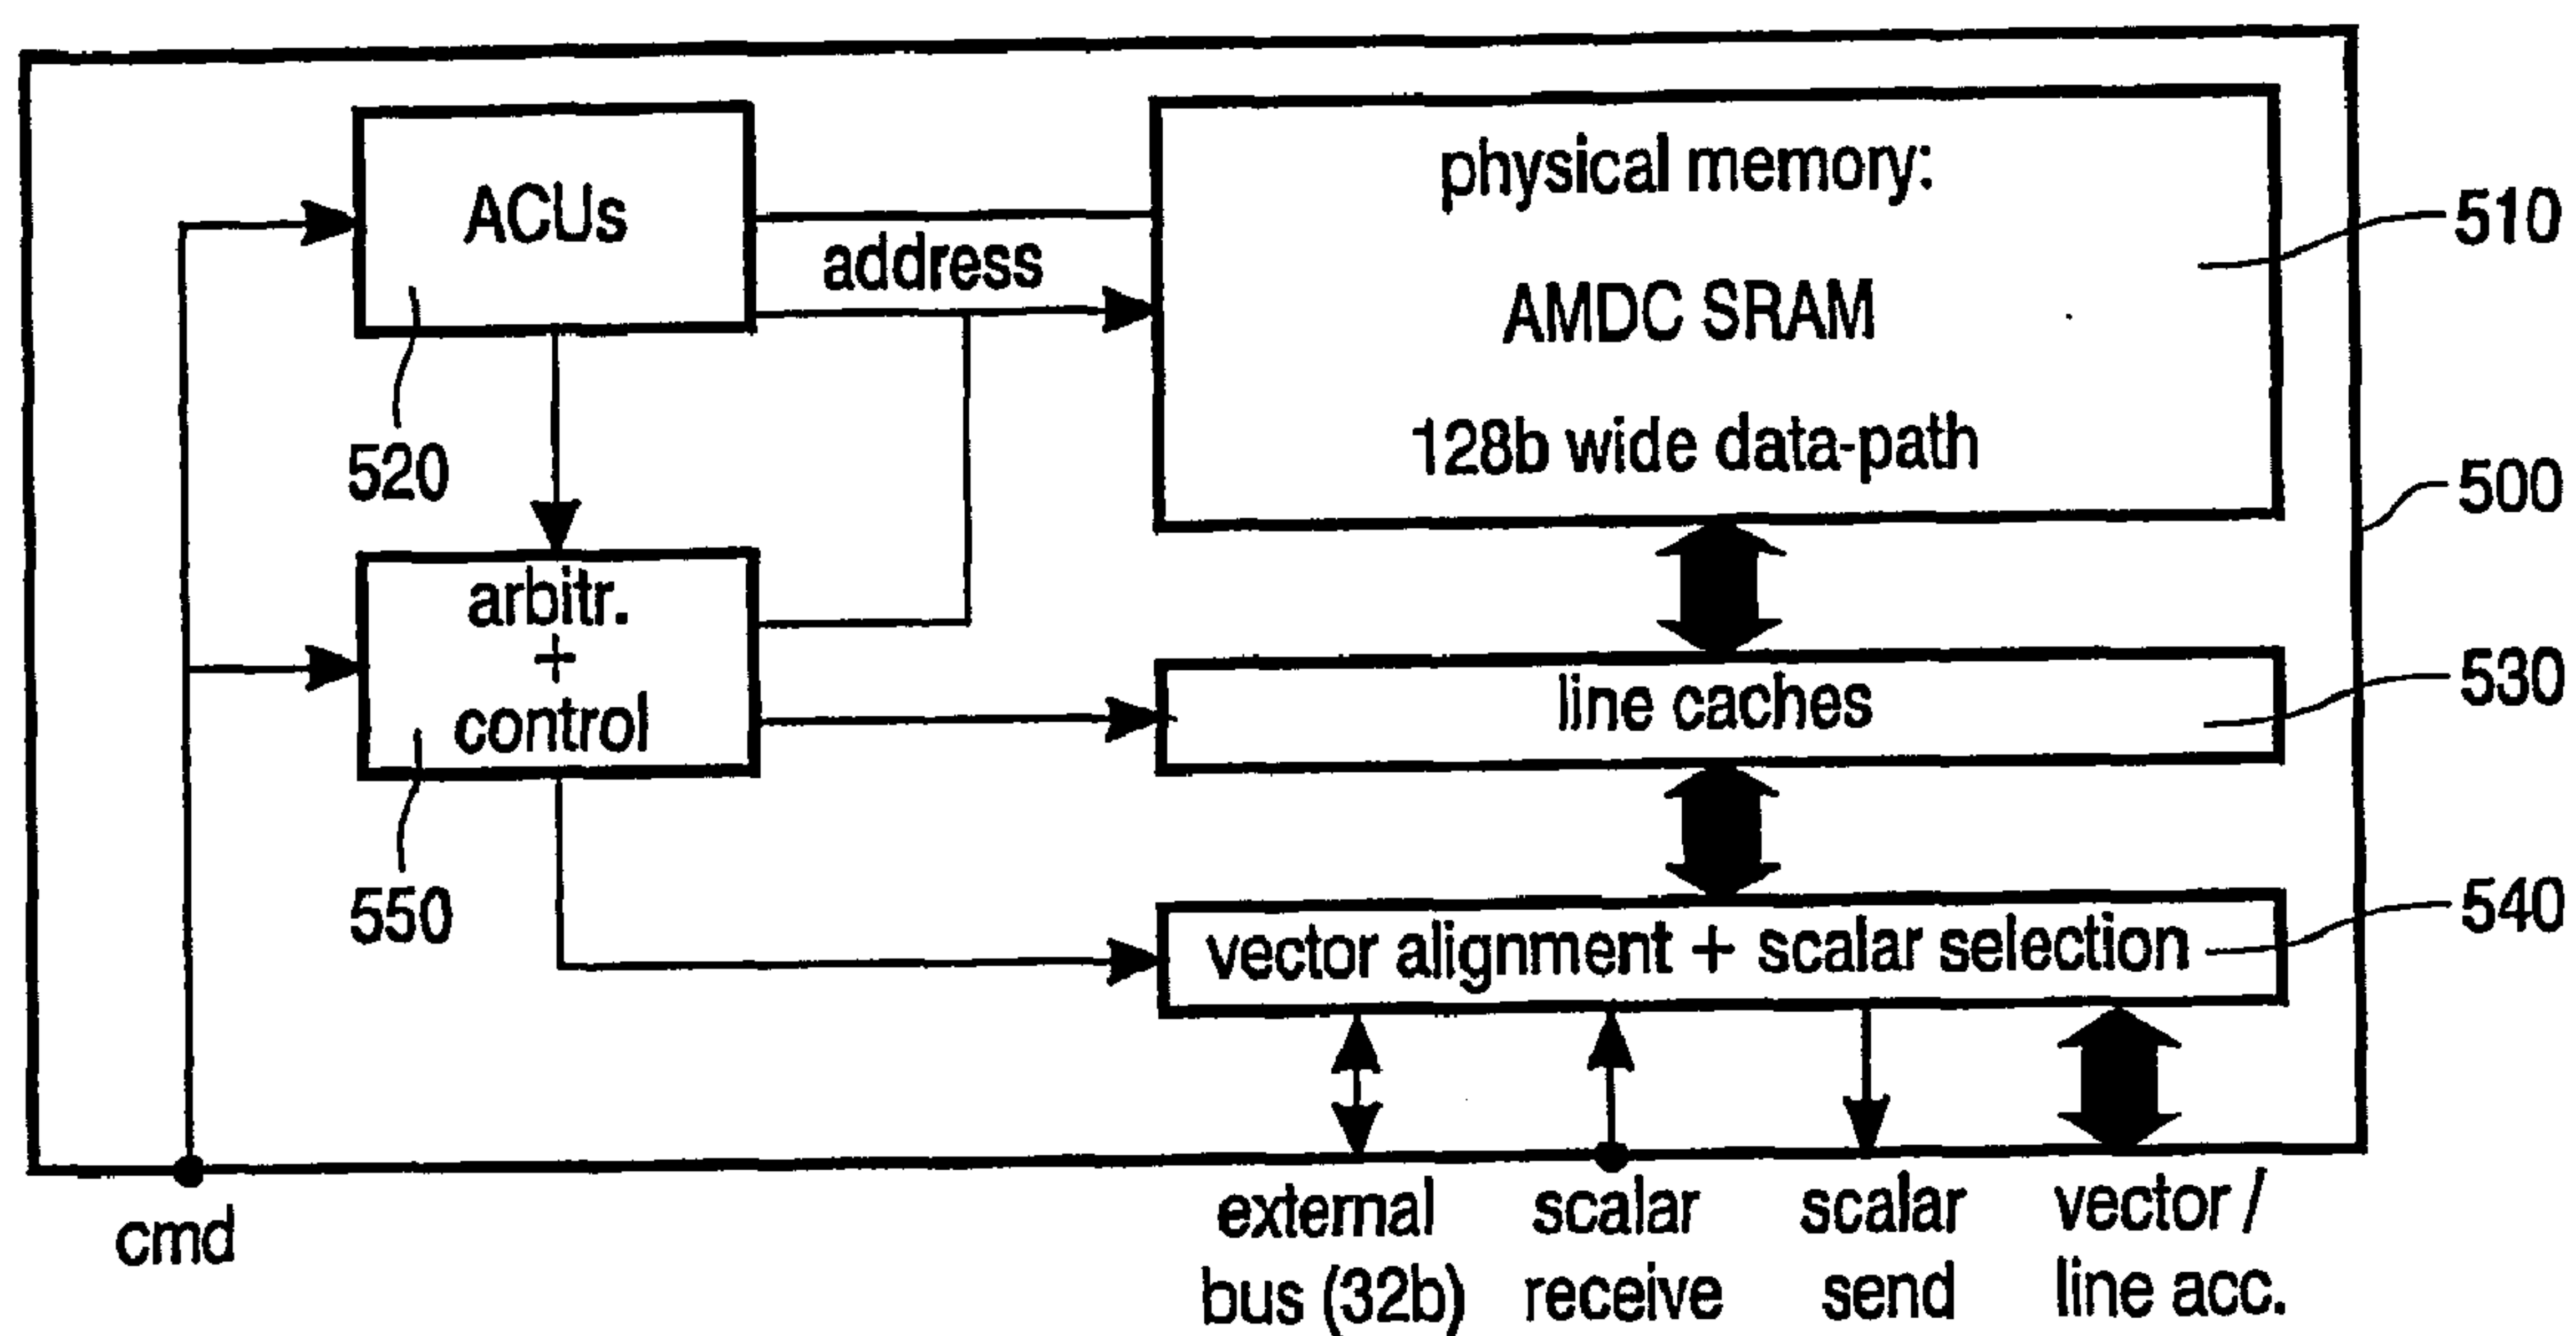 ACUs
address
520
physical memory:
AMDC SRAM
128b wide data-path
510
500
arbitr.
+
control
550
line caches
530
vector alignment + scalar selection
540
cmd
external
bus (32b)
scalar
receive
scalar
send
vector /
line acc.